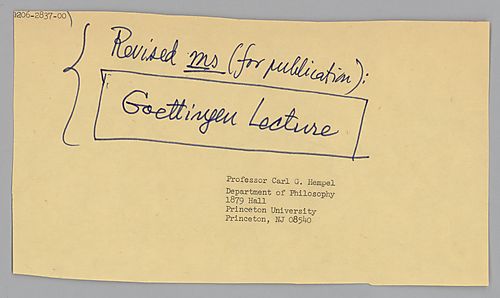 0206-2837-00)
Revised ms (for publication):
Goettingen Lecture
Professor Carl G. Hempel
Department of Philosophy
1879 Hall
Princeton University
Princeton, NJ 08540